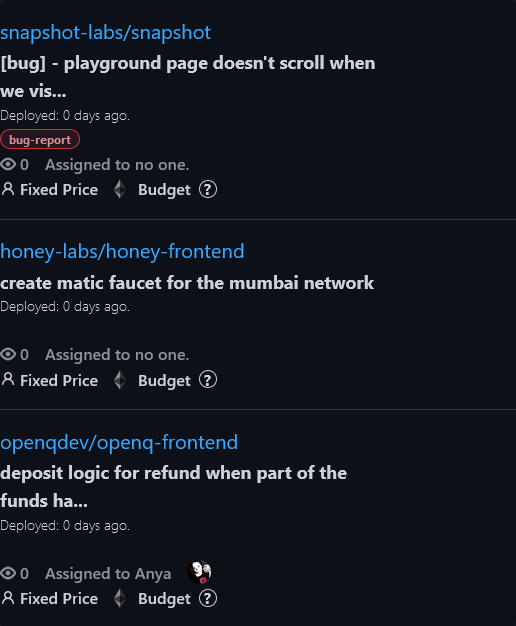 snapshot-labs/snapshot
[bug] - playground page doesn't scroll when
we vis...
Deployed: 0 days ago.
bug-report
0 Assigned to no one.
Fixed Price Budget ?
honey-labs/honey-frontend
create matic faucet for the mumbai network
Deployed: 0 days ago.
0 Assigned to no one.
Fixed Price Budget ?
openqdev/openq-frontend
deposit logic for refund when part of the
funds ha...
Deployed: 0 days ago.
0 Assigned to Anya
Fixed Price Budget ?